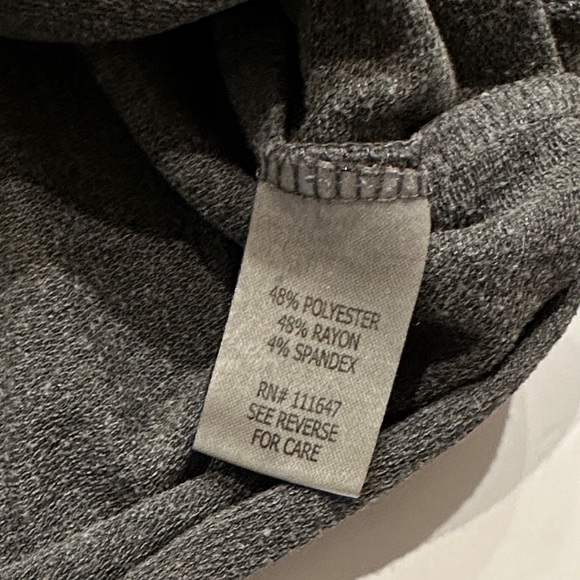 48% POLYESTER
48% RAYON
4% SPANDEX
RN# 111647
SEE REVERSE
FOR CARE